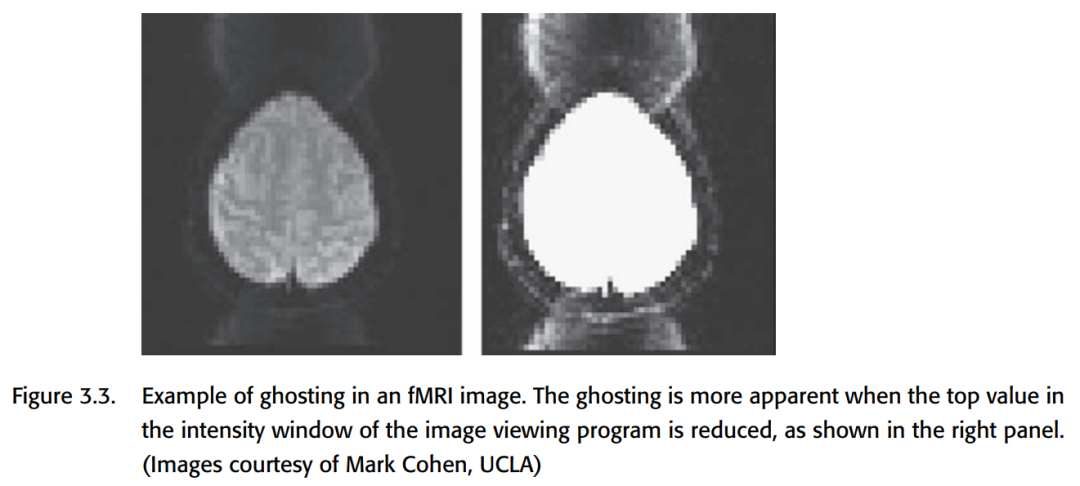 Figure 3.3. Example of ghosting in an fMRI image. The ghosting is more apparent when the top value in
the intensity window of the image viewing program is reduced, as shown in the right panel.
(Images courtesy of Mark Cohen, UCLA)